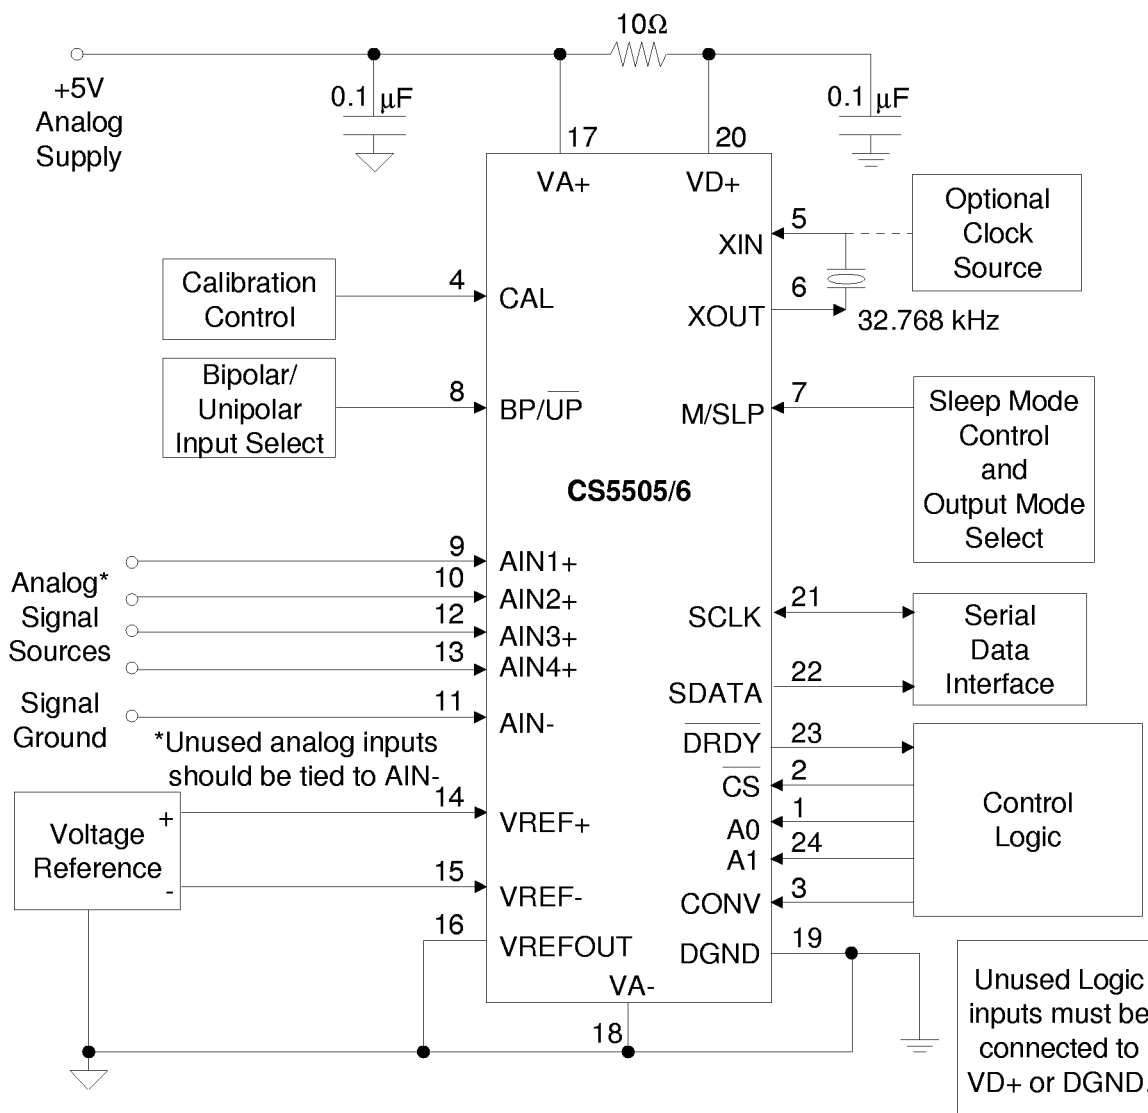 10Ω
+5V
Analog
Supply
0.1 µF
0.1 µF
17
20
VA+
VD+
Optional
Clock
Source
5
XIN
6
XOUT
32.768 kHz
Calibration
Control
4
CAL
Bipolar/
Unipolar
Input Select
8
BP/U̅P̅
7
M/SLP
Sleep Mode
Control
and
Output Mode
Select
CS5505/6
Analog*
Signal
Sources
9
AIN1+
10
AIN2+
12
AIN3+
13
AIN4+
Signal
Ground
11
AIN-
*Unused analog inputs
should be tied to AIN-
21
SCLK
22
SDATA
Serial
Data
Interface
23
D̅R̅D̅Y̅
2
C̅S̅
1
A0
24
A1
3
CONV
Control
Logic
Voltage
Reference
+
-
14
VREF+
15
VREF-
16
VREFOUT
19
DGND
VA-
18
Unused Logic
inputs must be
connected to
VD+ or DGND.